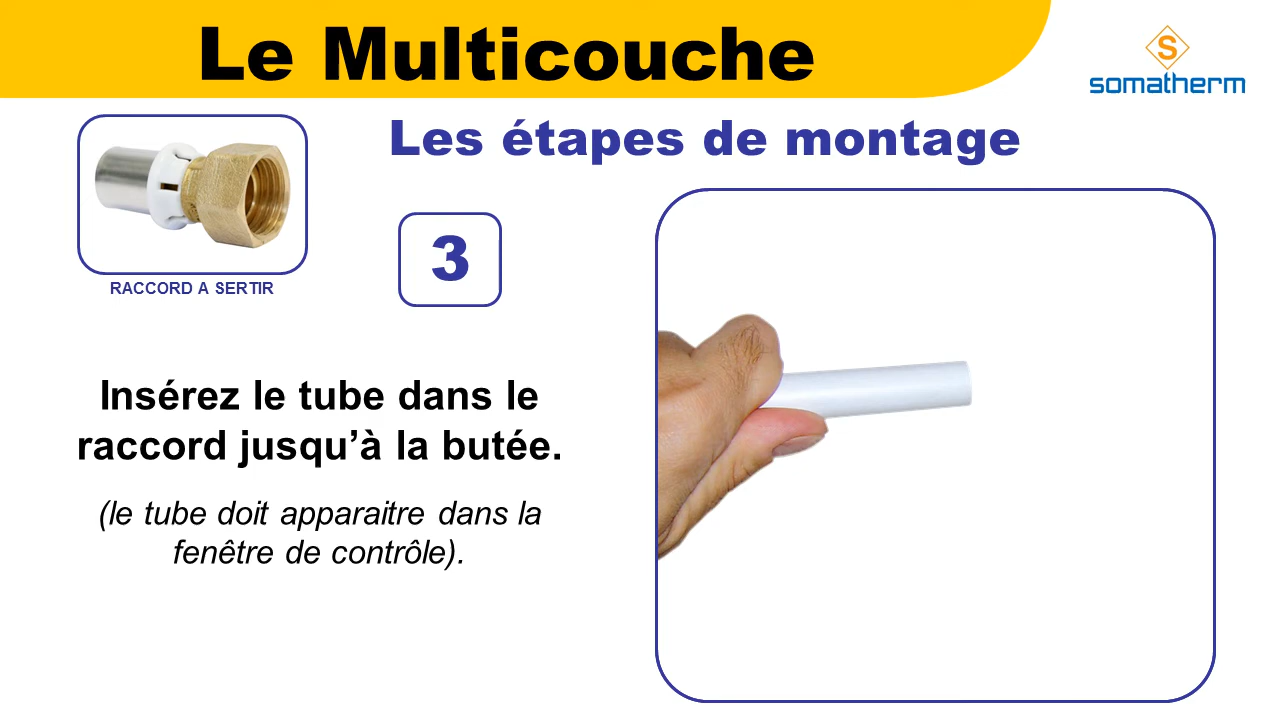 Le Multicouche
S
somatherm
Les étapes de montage
RACCORD A SERTIR
3
Insérez le tube dans le
raccord jusqu’à la butée.
(le tube doit apparaitre dans la
fenêtre de contrôle).